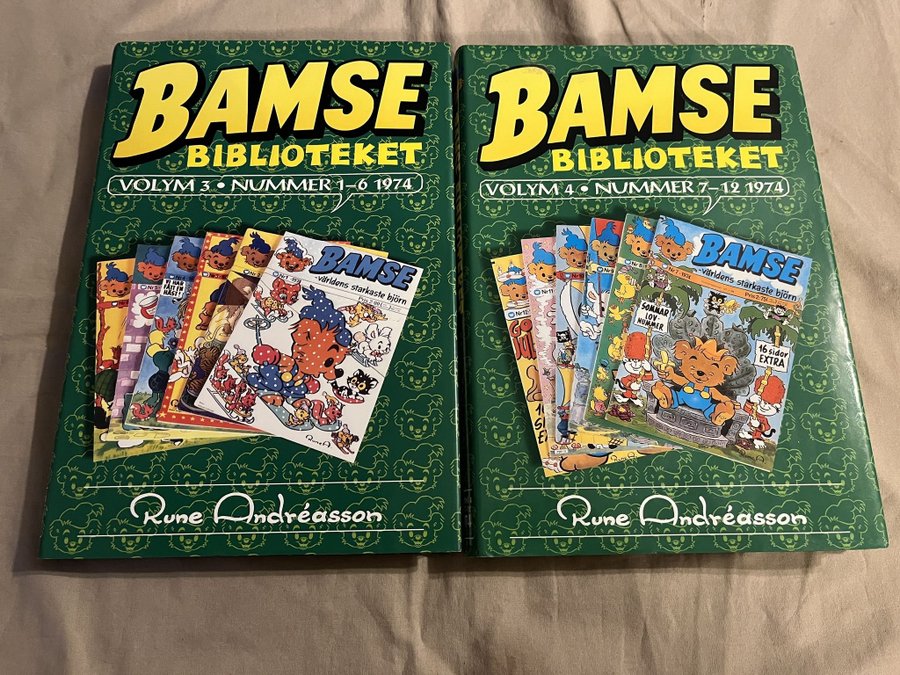 BAMSE
BIBLIOTEKET
VOLYM 3 • NUMMER 1–6 1974
BAMSE
-världens starkaste björn
Rune Andréasson
BAMSE
BIBLIOTEKET
VOLYM 4 • NUMMER 7–12 1974
BAMSE
-världens starkaste björn
SOMMAR
LOV-
NUMMER
16 sidor
EXTRA
Rune Andréasson